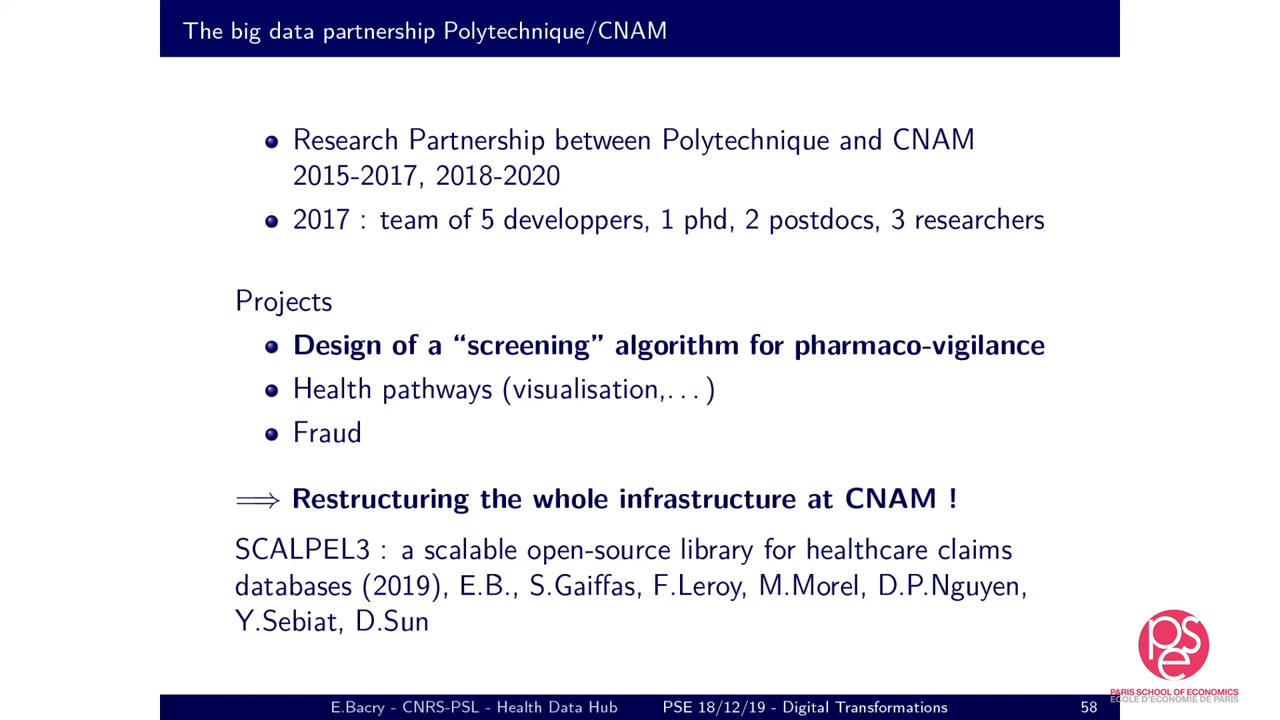 The big data partnership Polytechnique/CNAM
Research Partnership between Polytechnique and CNAM
2015-2017, 2018-2020
2017 : team of 5 developpers, 1 phd, 2 postdocs, 3 researchers
Projects
Design of a “screening” algorithm for pharmaco-vigilance
Health pathways (visualisation,. . . )
Fraud
⟹ Restructuring the whole infrastructure at CNAM !
SCALPEL3 : a scalable open-source library for healthcare claims
databases (2019), E.B., S.Gaiffas, F.Leroy, M.Morel, D.P.Nguyen,
Y.Sebiat, D.Sun
pse
PARIS SCHOOL OF ECONOMICS
ECOLE D'ECONOMIE DE PARIS
E.Bacry - CNRS-PSL - Health Data Hub PSE 18/12/19 - Digital Transformations 58